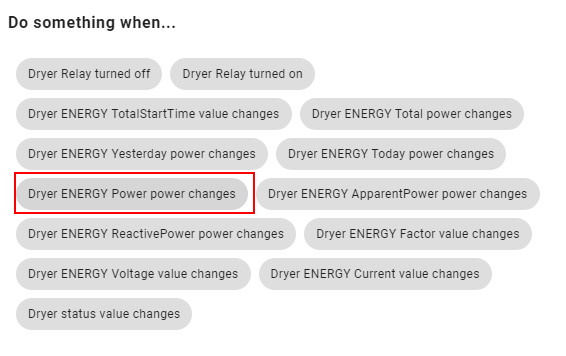 Do something when...
Dryer Relay turned off Dryer Relay turned on
Dryer ENERGY TotalStartTime value changes Dryer ENERGY Total power changes
Dryer ENERGY Yesterday power changes Dryer ENERGY Today power changes
Dryer ENERGY Power power changes Dryer ENERGY ApparentPower power changes
Dryer ENERGY ReactivePower power changes Dryer ENERGY Factor value changes
Dryer ENERGY Voltage value changes Dryer ENERGY Current value changes
Dryer status value changes